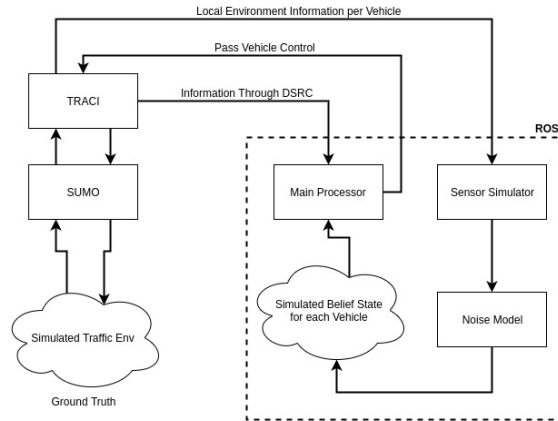 Local Environment Information per Vehicle
Pass Vehicle Control
TRACI
Information Through DSRC
ROS
SUMO
Main Processor
Sensor Simulator
Simulated Belief State
for each Vehicle
Simulated Traffic Env
Noise Model
Ground Truth